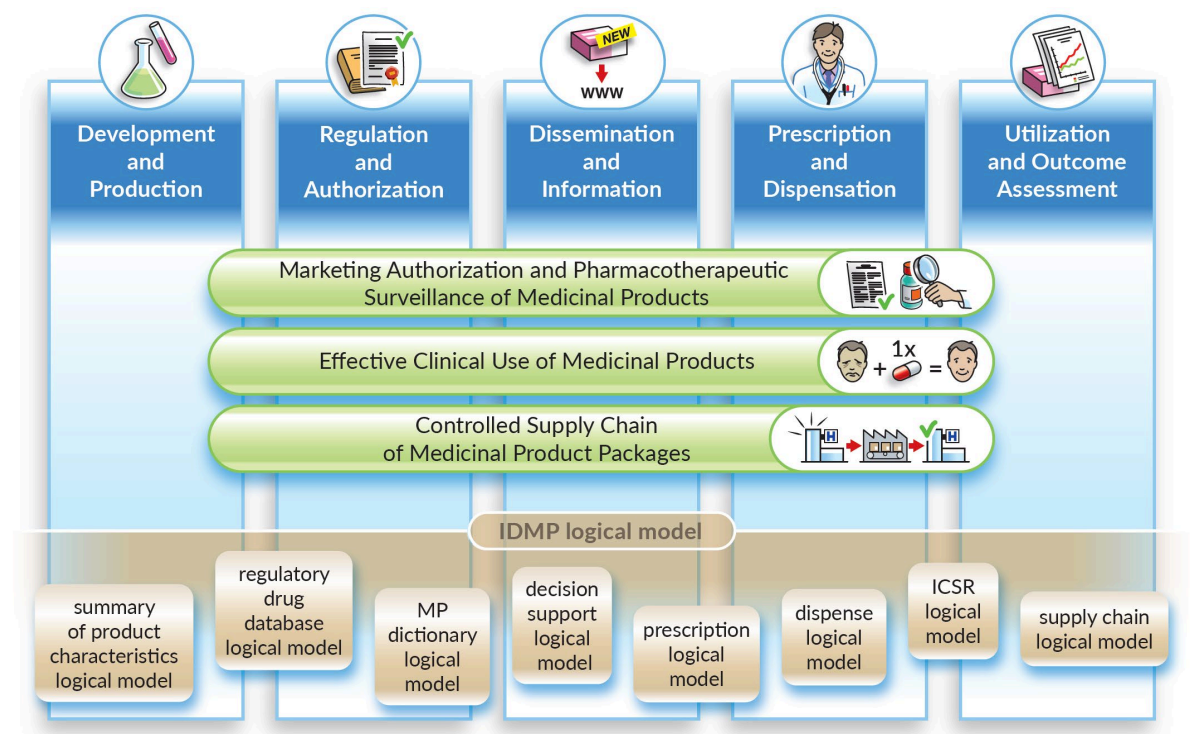 NEW
WWW
Development
and
Production
Regulation
and
Authorization
Dissemination
and
Information
Prescription
and
Dispensation
Utilization
and Outcome
Assessment
Marketing Authorization and Pharmacotherapeutic
Surveillance of Medicinal Products
Effective Clinical Use of Medicinal Products
1x
+ =
Controlled Supply Chain
of Medicinal Product Packages
H H
IDMP logical model
summary
of product
characteristics
logical model
regulatory
drug
database
logical model
MP
dictionary
logical
model
decision
support
logical
model
prescription
logical
model
dispense
logical
model
ICSR
logical
model
supply chain
logical model